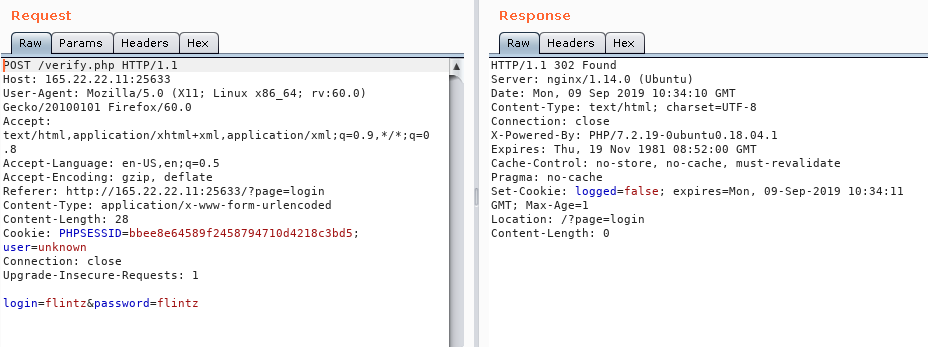 Request
Raw Params Headers Hex
POST /verify.php HTTP/1.1
Host: 165.22.22.11:25633
User-Agent: Mozilla/5.0 (X11; Linux x86_64; rv:60.0)
Gecko/20100101 Firefox/60.0
Accept:
text/html,application/xhtml+xml,application/xml;q=0.9,*/*;q=0
.8
Accept-Language: en-US,en;q=0.5
Accept-Encoding: gzip, deflate
Referer: http://165.22.22.11:25633/?page=login
Content-Type: application/x-www-form-urlencoded
Content-Length: 28
Cookie: PHPSESSID=bbee8e64589f2458794710d4218c3bd5;
user=unknown
Connection: close
Upgrade-Insecure-Requests: 1
login=flintz&password=flintz
Response
Raw Headers Hex
HTTP/1.1 302 Found
Server: nginx/1.14.0 (Ubuntu)
Date: Mon, 09 Sep 2019 10:34:10 GMT
Content-Type: text/html; charset=UTF-8
Connection: close
X-Powered-By: PHP/7.2.19-0ubuntu0.18.04.1
Expires: Thu, 19 Nov 1981 08:52:00 GMT
Cache-Control: no-store, no-cache, must-revalidate
Pragma: no-cache
Set-Cookie: logged=false; expires=Mon, 09-Sep-2019 10:34:11
GMT; Max-Age=1
Location: /?page=login
Content-Length: 0